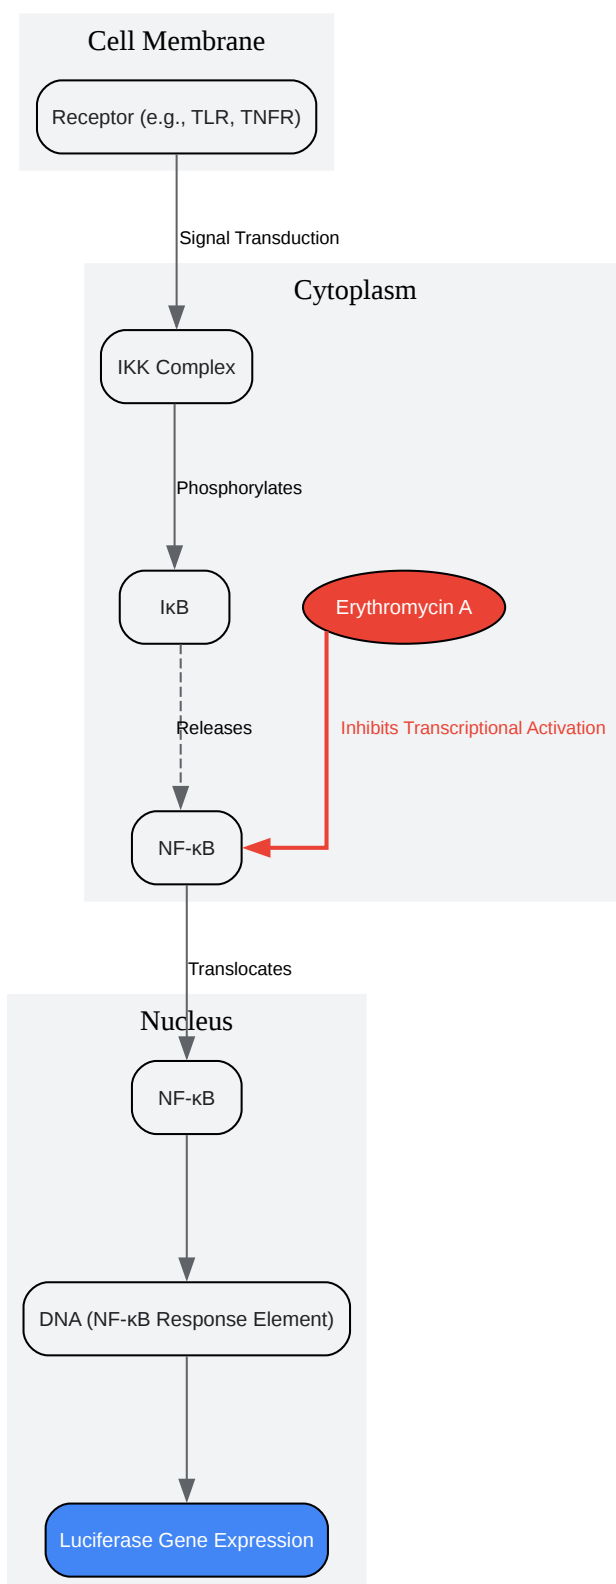 Cell Membrane
Receptor (e.g., TLR, TNFR)
Signal Transduction
Cytoplasm
IKK Complex
Phosphorylates
IκB
Erythromycin A
Releases
Inhibits Transcriptional Activation
NF-κB
Translocates
Nucleus
NF-κB
DNA (NF-κB Response Element)
Luciferase Gene Expression